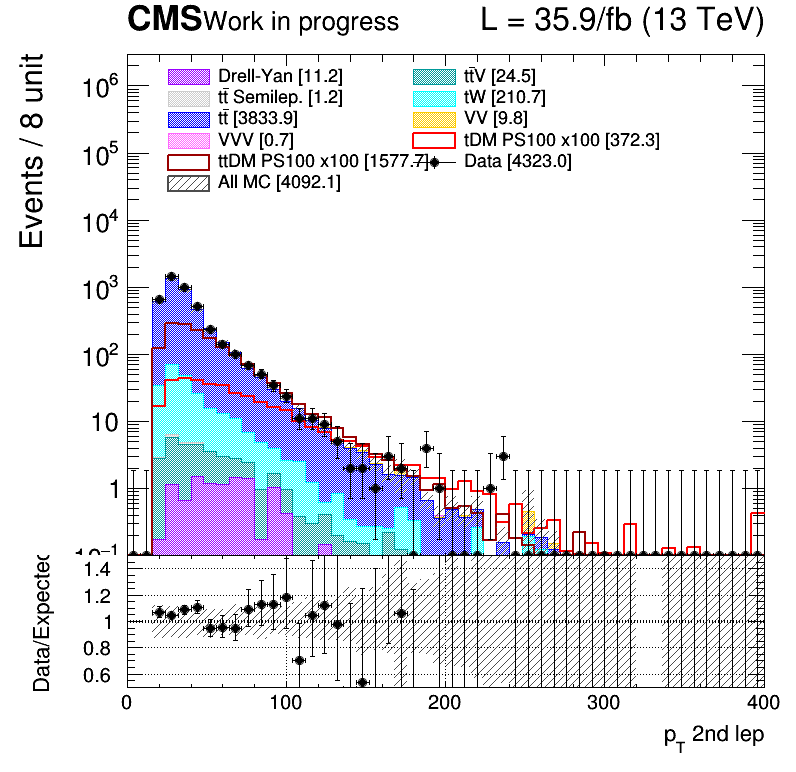 CMS Work in progress L = 35.9/fb (13 TeV)
Events / 8 unit
10⁶
10⁵
10⁴
10³
10²
10
1
10⁻¹
Drell-Yan [11.2] tt̄V [24.5]
tt̄ Semilep. [1.2] tW [210.7]
tt̄ [3833.9] VV [9.8]
VVV [0.7] tDM PS100 x100 [372.3]
ttDM PS100 x100 [1577.7] Data [4323.0]
All MC [4092.1]
Data/Expected
1.4
1.2
1
0.8
0.6
0 100 200 300 400
p_T 2nd lep